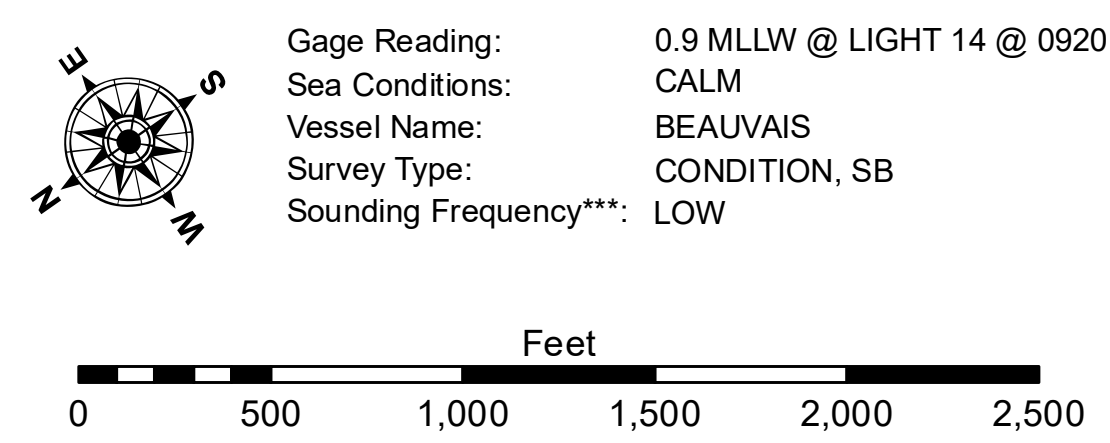 E
S
N
W
Gage Reading: 0.9 MLLW @ LIGHT 14 @ 0920
Sea Conditions: CALM
Vessel Name: BEAUVAIS
Survey Type: CONDITION, SB
Sounding Frequency***: LOW
Feet
0 500 1,000 1,500 2,000 2,500